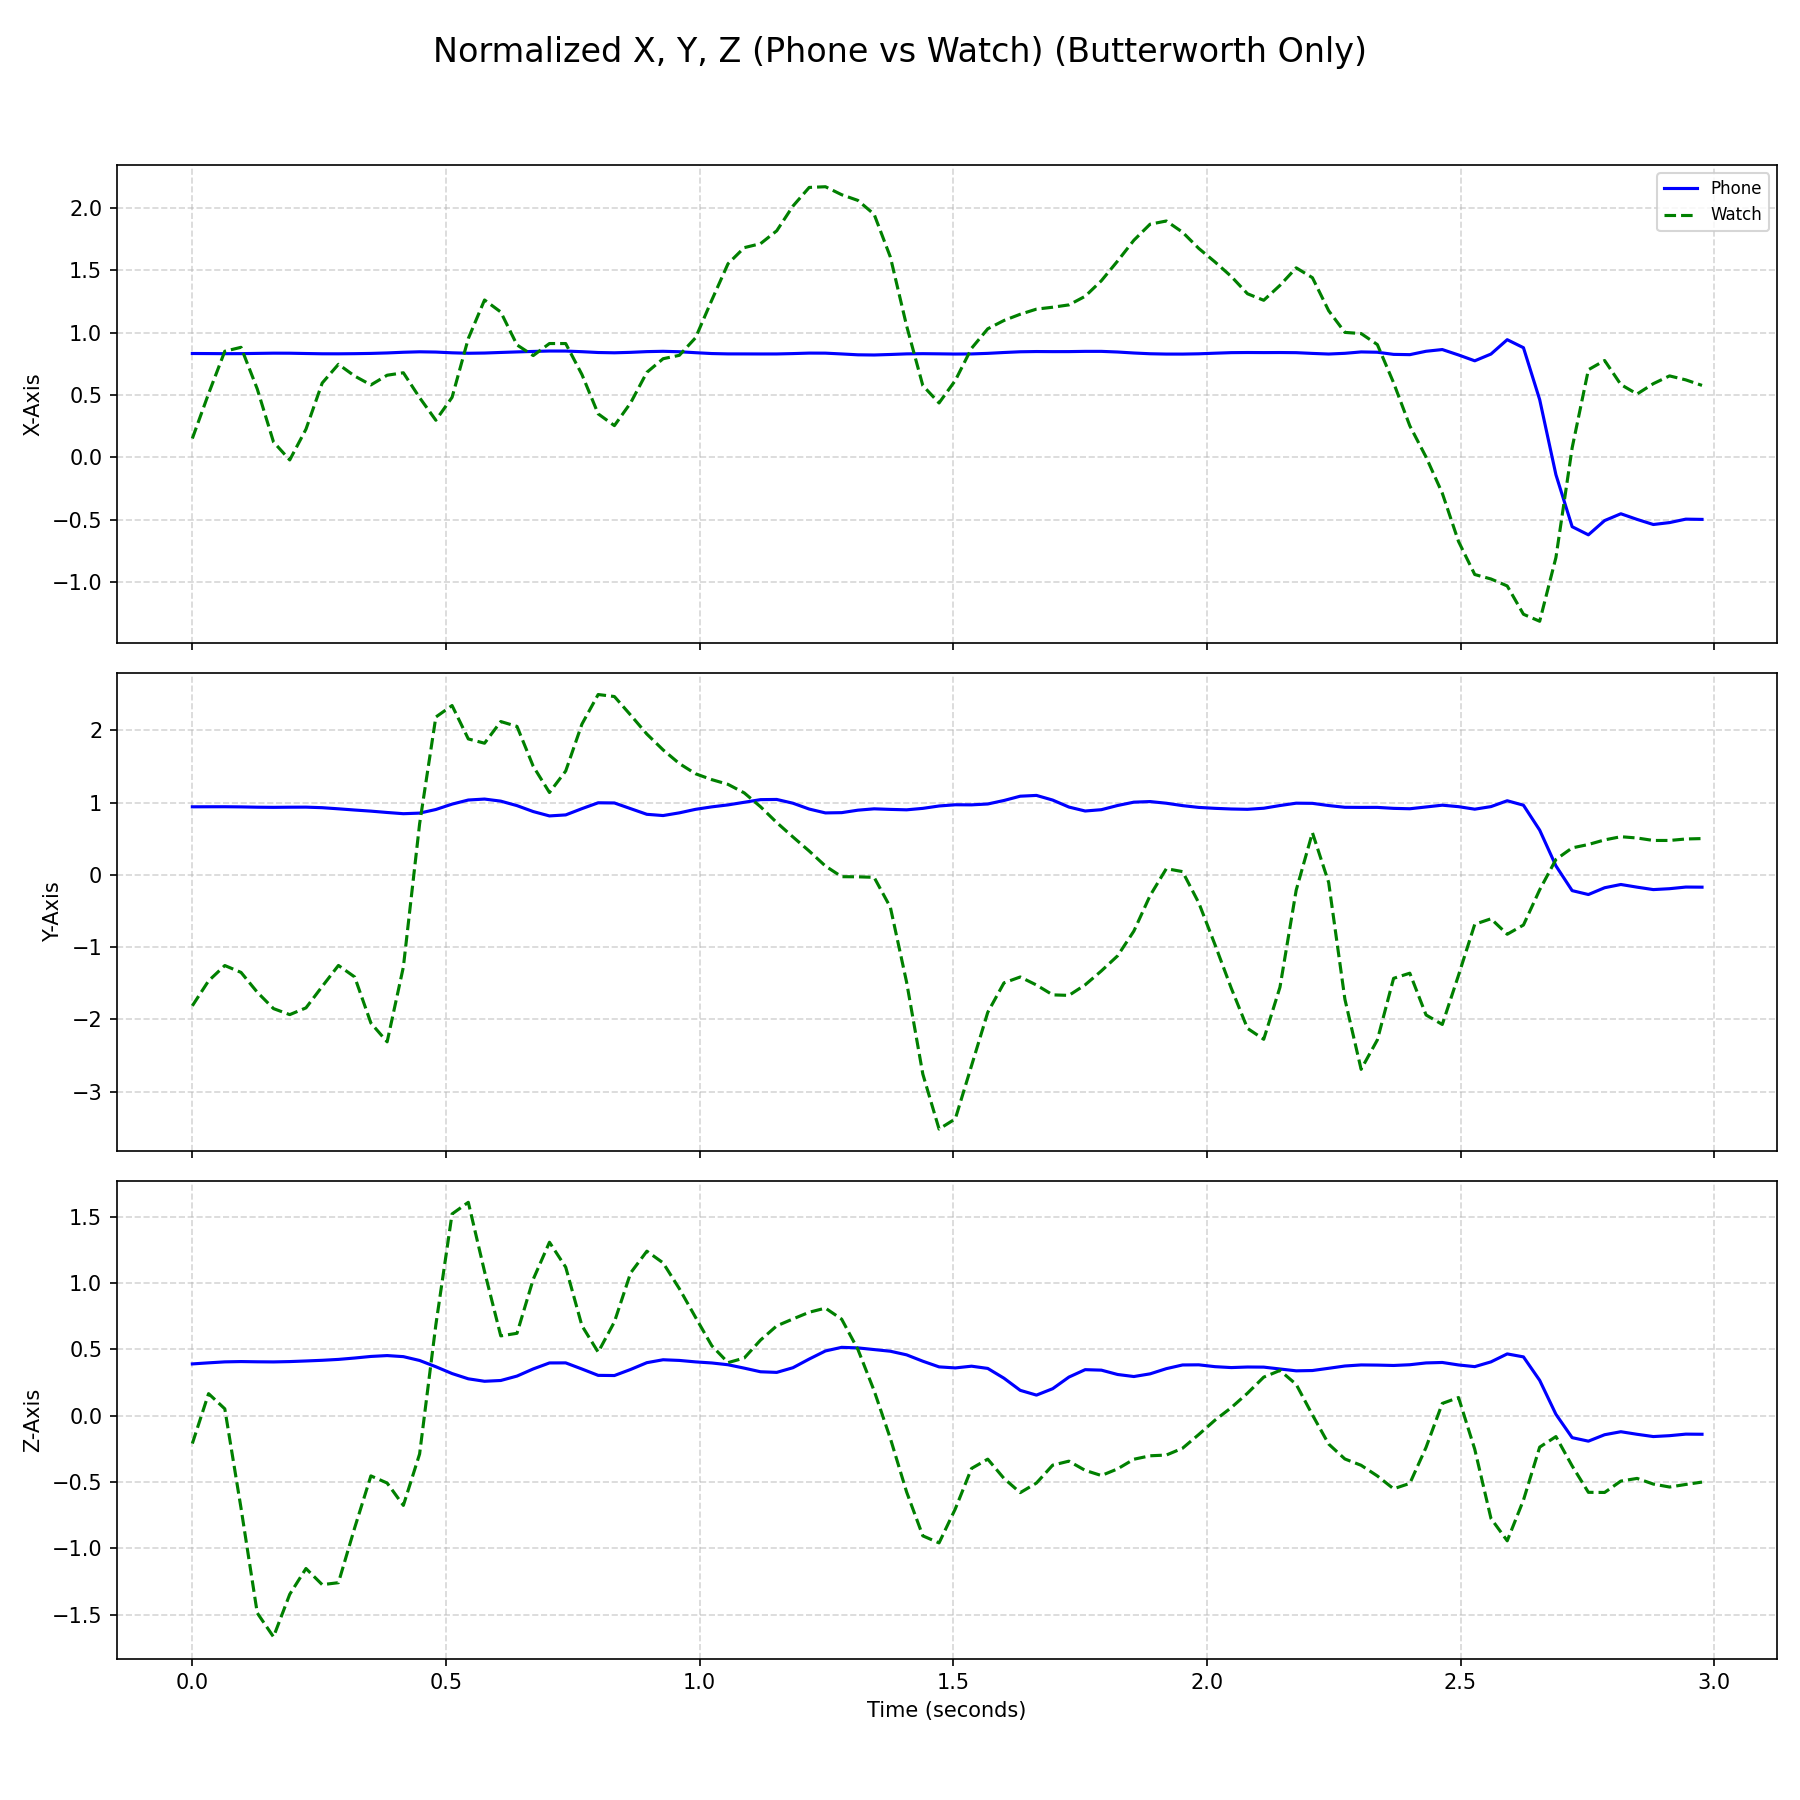 Normalized X, Y, Z (Phone vs Watch) (Butterworth Only)
Phone
Watch
X-Axis
2.0
1.5
1.0
0.5
0.0
−0.5
−1.0
Y-Axis
2
1
0
−1
−2
−3
Z-Axis
1.5
1.0
0.5
0.0
−0.5
−1.0
−1.5
0.0 0.5 1.0 1.5 2.0 2.5 3.0
Time (seconds)